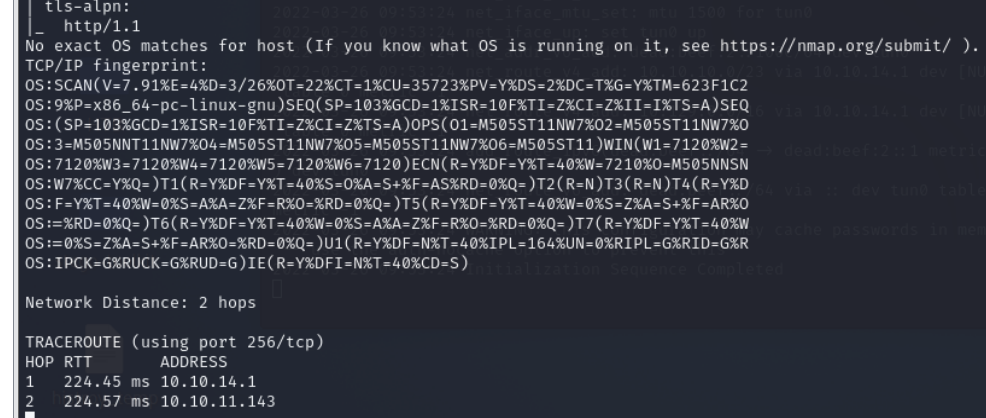 | tls-alpn:
|_  http/1.1
No exact OS matches for host (If you know what OS is running on it, see https://nmap.org/submit/ ).
TCP/IP fingerprint:
OS:SCAN(V=7.91%E=4%D=3/26%OT=22%CT=1%CU=35723%PV=Y%DS=2%DC=T%G=Y%TM=623F1C2
OS:9%P=x86_64-pc-linux-gnu)SEQ(SP=103%GCD=1%ISR=10F%TI=Z%CI=Z%II=I%TS=A)SEQ
OS:(SP=103%GCD=1%ISR=10F%TI=Z%CI=Z%TS=A)OPS(O1=M505ST11NW7%O2=M505ST11NW7%O
OS:3=M505NNT11NW7%O4=M505ST11NW7%O5=M505ST11NW7%O6=M505ST11)WIN(W1=7120%W2=
OS:7120%W3=7120%W4=7120%W5=7120%W6=7120)ECN(R=Y%DF=Y%T=40%W=7210%O=M505NNSN
OS:W7%CC=Y%Q=)T1(R=Y%DF=Y%T=40%S=O%A=S+%F=AS%RD=0%Q=)T2(R=N)T3(R=N)T4(R=Y%D
OS:F=Y%T=40%W=0%S=A%A=Z%F=R%O=%RD=0%Q=)T5(R=Y%DF=Y%T=40%W=0%S=Z%A=S+%F=AR%O
OS:=%RD=0%Q=)T6(R=Y%DF=Y%T=40%W=0%S=A%A=Z%F=R%O=%RD=0%Q=)T7(R=Y%DF=Y%T=40%W
OS:=0%S=Z%A=S+%F=AR%O=%RD=0%Q=)U1(R=Y%DF=N%T=40%IPL=164%UN=0%RIPL=G%RID=G%R
OS:IPCK=G%RUCK=G%RUD=G)IE(R=Y%DFI=N%T=40%CD=S)
Initialization Sequence Completed
Network Distance: 2 hops
TRACEROUTE (using port 256/tcp)
HOP RTT       ADDRESS
1   224.45 ms 10.10.14.1
2   224.57 ms 10.10.11.143